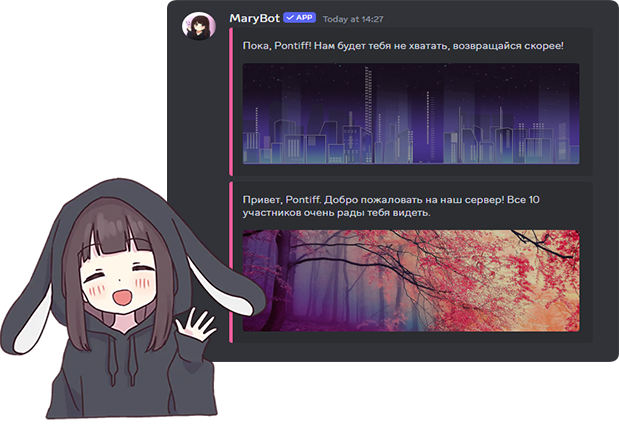 MaryBot APP Today at 14:27
Пока, Pontiff! Нам будет тебя не хватать, возвращайся скорее!
Привет, Pontiff. Добро пожаловать на наш сервер! Все 10
участников очень рады тебя видеть.